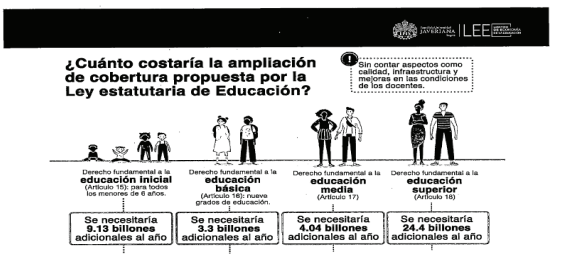 JAVERIANA
LEE
¿Cuánto costaría la ampliación
de cobertura propuesta por la
Ley estatutaria de Educación?
!
Sin contar aspectos como
calidad, infraestructura y
mejoras en las condiciones
de los docentes.
Derecho fundamental a la
educación inicial
(Artículo 15): para todos
los menores de 6 años.
Derecho fundamental a la
educación
básica
(Artículo 16): nueve
grados de educación.
Derecho fundamental a la
educación
media
(Artículo 17)
Derecho fundamental a la
educación
superior
(Artículo 18)
Se necesitaría
9.13 billones
adicionales al año
Se necesitaría
3.3 billones
adicionales al año
Se necesitaría
4.04 billones
adicionales al año
Se necesitaría
24.4 billones
adicionales al año